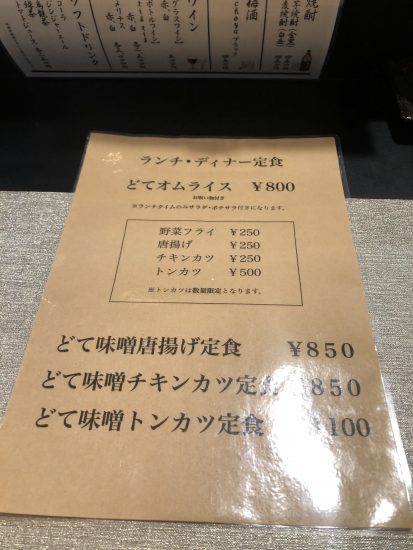 焼酎
梅酒
ワイン
ソフトドリンク
ランチ・ディナー定食
どてオムライス ¥800
お吸い物付き
※ランチタイムのみサラダ・ポテサラ付きになります。
野菜フライ ¥250
唐揚げ ¥250
チキンカツ ¥250
トンカツ ¥500
※トンカツは数量限定となります。
どて味噌唐揚げ定食 ¥850
どて味噌チキンカツ定食 850
どて味噌トンカツ定食 100